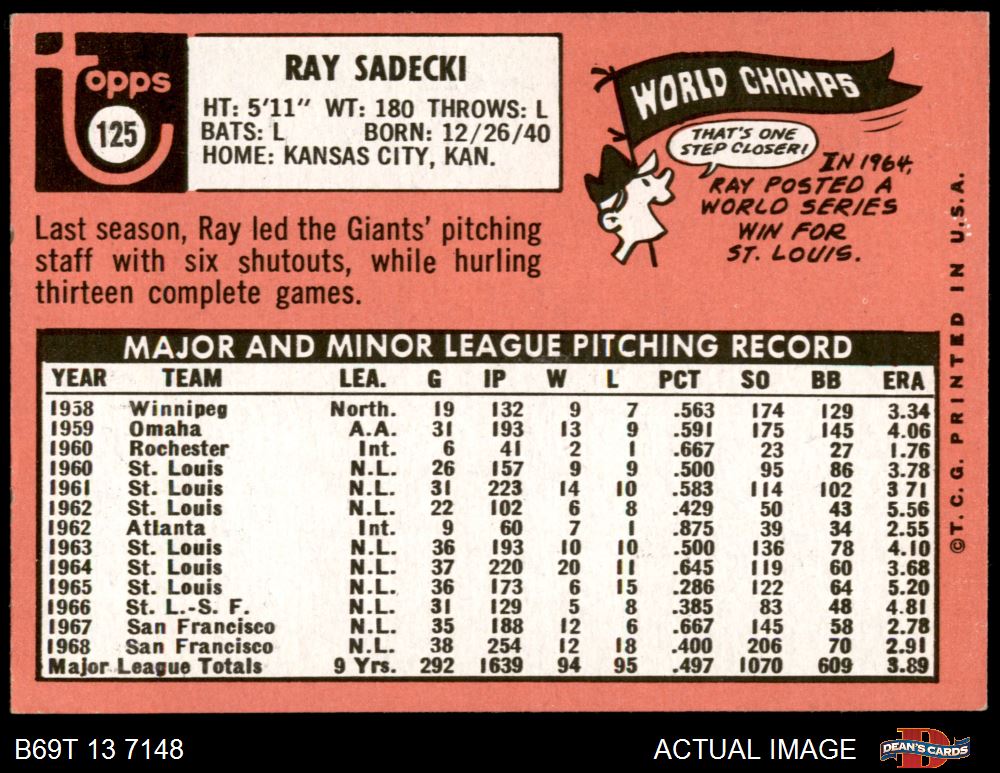 topps
125
RAY SADECKI
HT: 5'11" WT: 180 THROWS: L
BATS: L BORN: 12/26/40
HOME: KANSAS CITY, KAN.
WORLD CHAMPS
THAT'S ONE
STEP CLOSER!
IN 1964,
RAY POSTED A
WORLD SERIES
WIN FOR
ST. LOUIS.
Last season, Ray led the Giants' pitching
staff with six shutouts, while hurling
thirteen complete games.
MAJOR AND MINOR LEAGUE PITCHING RECORD
YEAR TEAM LEA. G IP W L PCT SO BB ERA
1958 Winnipeg North. 19 132 9 7 .563 174 129 3.34
1959 Omaha A.A. 31 193 13 9 .591 175 145 4.06
1960 Rochester Int. 6 41 2 1 .667 23 27 1.76
1960 St. Louis N.L. 26 157 9 9 .500 95 86 3.78
1961 St. Louis N.L. 31 223 14 10 .583 114 102 3 71
1962 St. Louis N.L. 22 102 6 8 .429 50 43 5.56
1962 Atlanta Int. 9 60 7 1 .875 39 34 2.55
1963 St. Louis N.L. 36 193 10 10 .500 136 78 4.10
1964 St. Louis N.L. 37 220 20 11 .645 119 60 3.68
1965 St. Louis N.L. 36 173 6 15 .286 122 64 5.20
1966 St. L.-S. F. N.L. 31 129 5 8 .385 83 48 4.81
1967 San Francisco N.L. 35 188 12 6 .667 145 58 2.78
1968 San Francisco N.L. 38 254 12 18 .400 206 70 2.91
Major League Totals 9 Yrs. 292 1639 94 95 .497 1070 609 3.89
©T. C. G. PRINTED IN U.S.A.
B69T 13 7148
ACTUAL IMAGE
DEAN'S CARDS